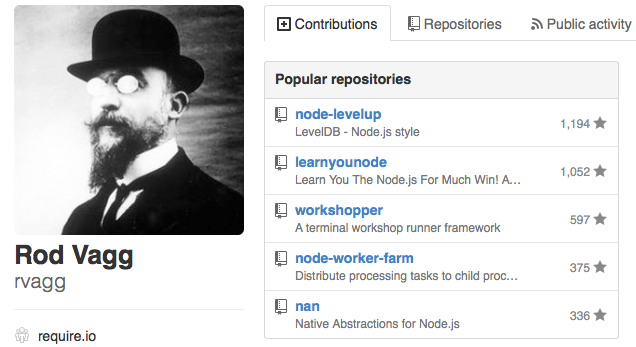 Contributions
Repositories
Public activity
Popular repositories
node-levelup
LevelDB - Node.js style
1,194
learnyounode
Learn You The Node.js For Much Win! A…
1,052
workshopper
A terminal workshop runner framework
597
node-worker-farm
Distribute processing tasks to child proc…
375
nan
Native Abstractions for Node.js
336
Rod Vagg
rvagg
require.io